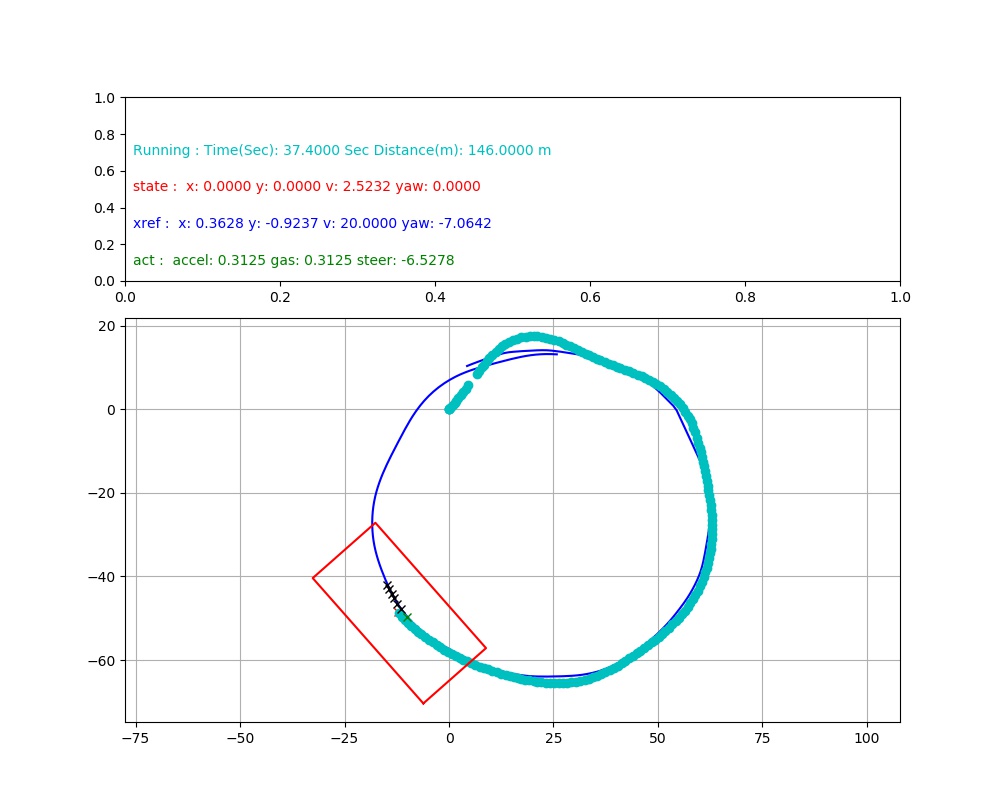 1.0
0.8
Running : Time(Sec): 37.4000 Sec Distance(m): 146.0000 m
0.6
state :  x: 0.0000 y: 0.0000 v: 2.5232 yaw: 0.0000
0.4
xref :  x: 0.3628 y: -0.9237 v: 20.0000 yaw: -7.0642
0.2
act :  accel: 0.3125 gas: 0.3125 steer: -6.5278
0.0
0.0 0.2 0.4 0.6 0.8 1.0
20
0
−20
−40
−60
−75 −50 −25 0 25 50 75 100